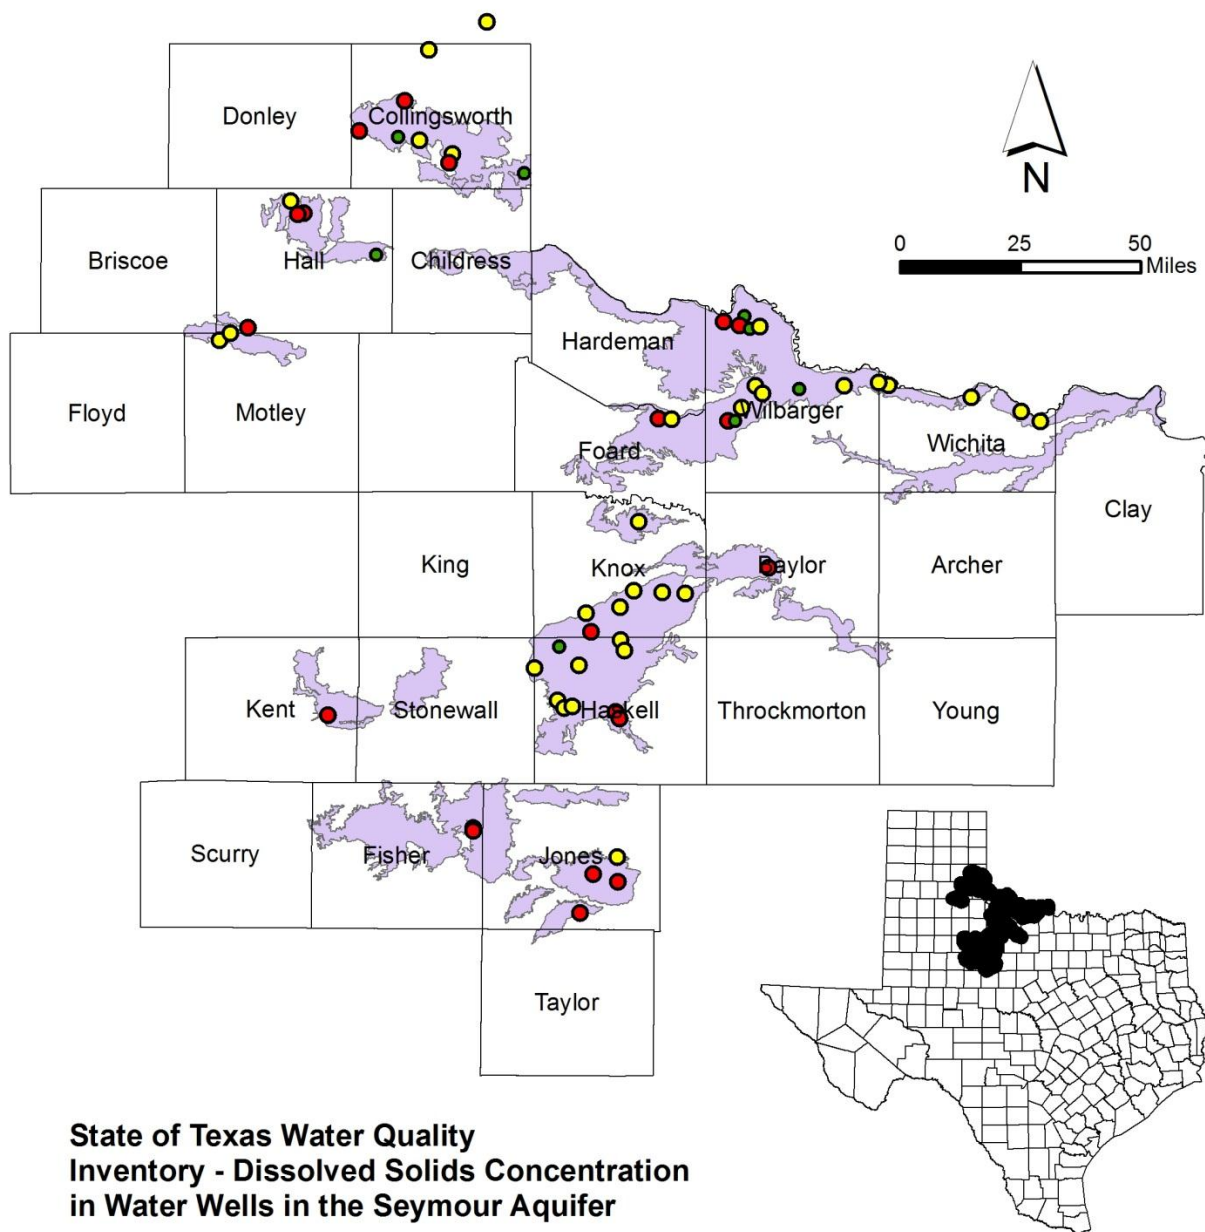 Donley
Collingsworth
N
0
25
50
Miles
Briscoe
Hall
Childress
Hardeman
Floyd
Motley
Wilbarger
Foard
Wichita
Clay
King
Knox
Baylor
Archer
Kent
Stonewall
Haskell
Throckmorton
Young
Scurry
Fisher
Jones
Taylor
State of Texas Water Quality
Inventory - Dissolved Solids Concentration
in Water Wells in the Seymour Aquifer